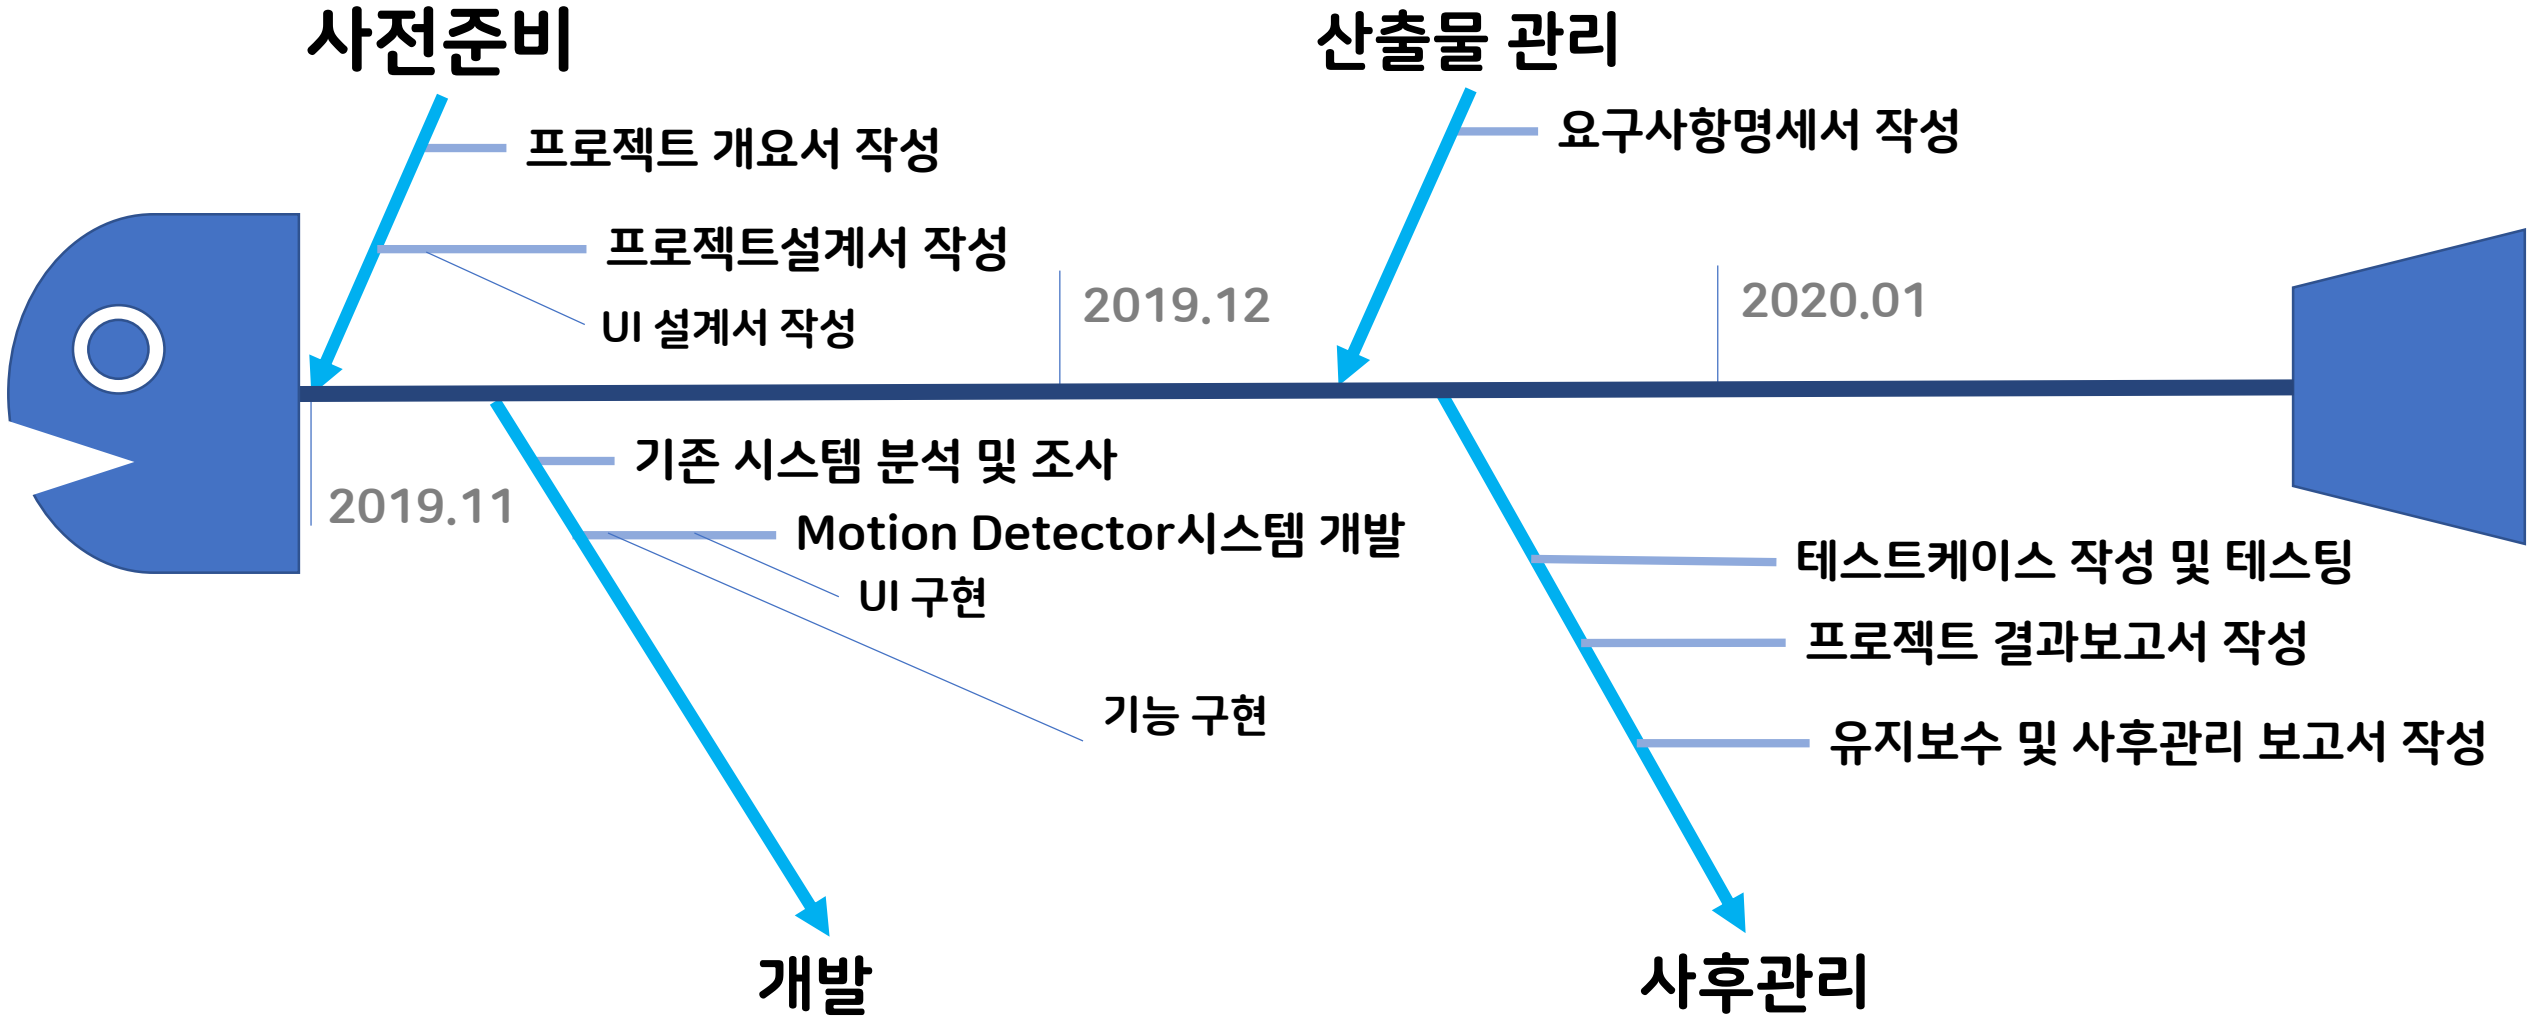 사전준비
프로젝트 개요서 작성
프로젝트설계서 작성
UI 설계서 작성
산출물 관리
요구사항명세서 작성
2019.12
2020.01
2019.11
기존 시스템 분석 및 조사
Motion Detector시스템 개발
UI 구현
기능 구현
개발
테스트케이스 작성 및 테스팅
프로젝트 결과보고서 작성
유지보수 및 사후관리 보고서 작성
사후관리